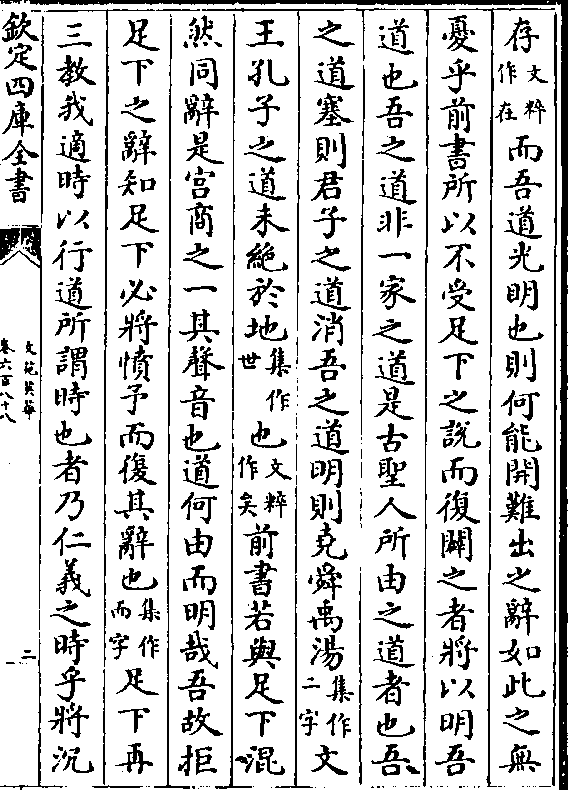 存文粹作在而吾道光明也則何能開難出之辭如此之無
憂乎前書所以不受足下之説而復闢之者將以明吾
道也吾之道非一家之道是古聖人所由之道者也吾
之道塞則君子之道消吾之道明則堯舜禹湯集作二字文
王孔子之道未絶於地集作世也文粹作矣前書若與足下混
然同辭是宮商之一其聲音也道何由而明哉吾故拒
足下之辭知足下必將憤予而復其辭也集作而字足下再
三教我適時以行道所謂時也者乃仁義之時乎將沉
欽定四庫全書
文苑英華
卷六百八十八
二